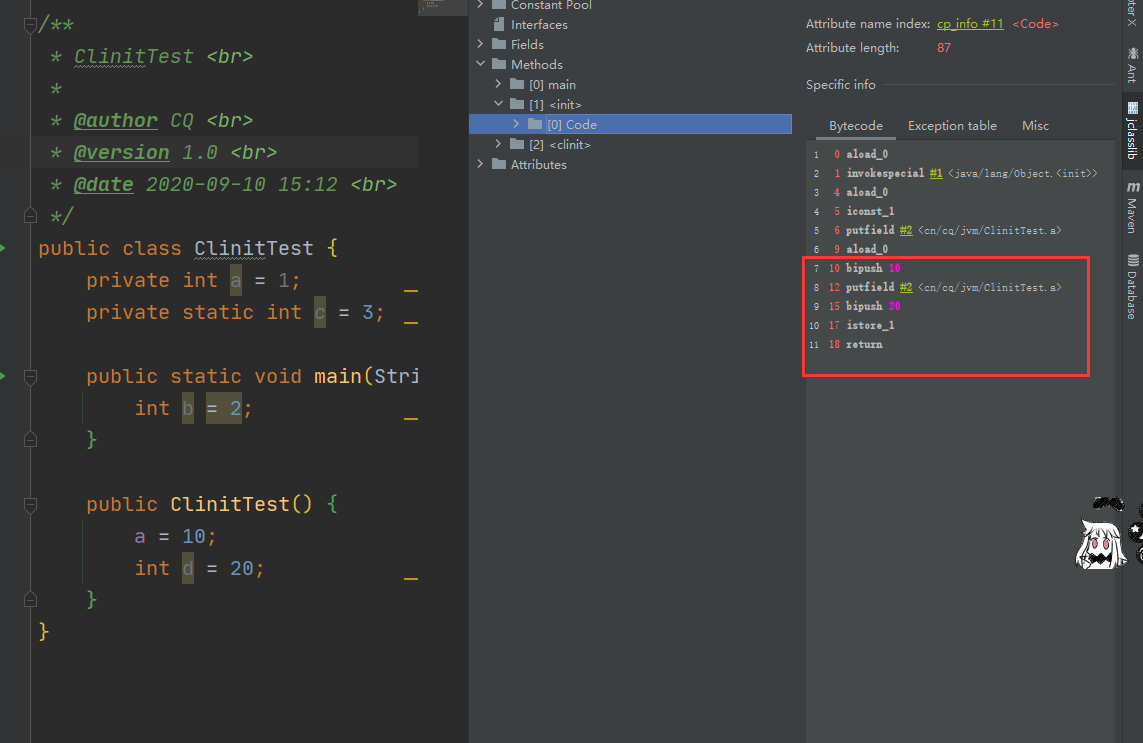 /**
* ClinitTest <br>
*
* @author CQ <br>
* @version 1.0 <br>
* @date 2020-09-10 15:12 <br>
*/
public class ClinitTest {
private int a = 1;
private static int c = 3;
public static void main(Stri
int b = 2;
}
public ClinitTest() {
a = 10;
int d = 20;
}
}
Constant Pool
Interfaces
Fields
Methods
[0] main
[1] <init>
[0] Code
[2] <clinit>
Attributes
Attribute name index: cp_info #11 <Code>
Attribute length: 87
Specific info
Bytecode Exception table Misc
1 0 aload_0
2 1 invokespecial #1 <java/lang/Object.<init>>
3 4 aload_0
4 5 iconst_1
5 6 putfield #2 <cn/cq/jvm/ClinitTest.a>
6 9 aload_0
7 10 bipush 10
8 12 putfield #2 <cn/cq/jvm/ClinitTest.a>
9 15 bipush 20
10 17 istore_1
11 18 return
Ant
jclasslib
m Maven
Database